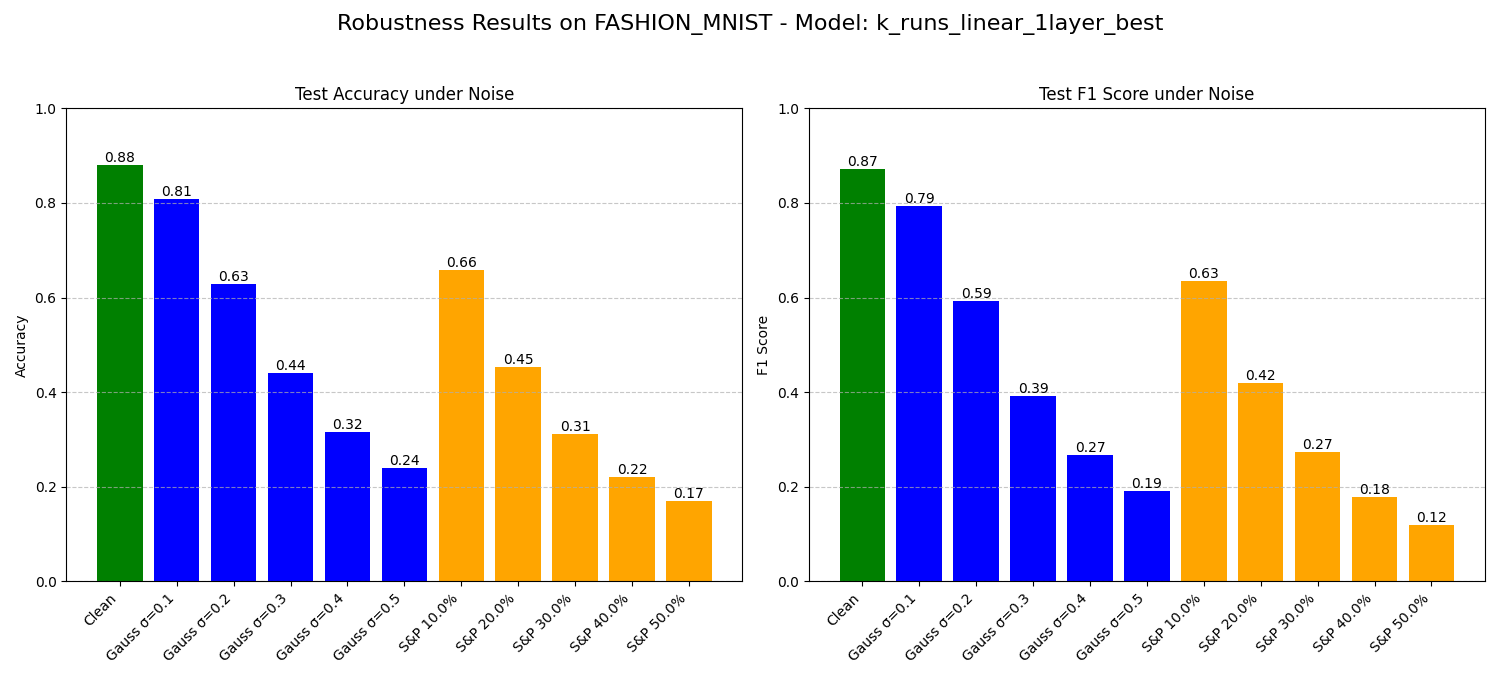 Robustness Results on FASHION_MNIST - Model: k_runs_linear_1layer_best
Test Accuracy under Noise
Accuracy
1.0
0.8
0.6
0.4
0.2
0.0
0.88
0.81
0.63
0.44
0.32
0.24
0.66
0.45
0.31
0.22
0.17
Clean
Gauss σ=0.1
Gauss σ=0.2
Gauss σ=0.3
Gauss σ=0.4
Gauss σ=0.5
S&P 10.0%
S&P 20.0%
S&P 30.0%
S&P 40.0%
S&P 50.0%
Test F1 Score under Noise
F1 Score
1.0
0.8
0.6
0.4
0.2
0.0
0.87
0.79
0.59
0.39
0.27
0.19
0.63
0.42
0.27
0.18
0.12
Clean
Gauss σ=0.1
Gauss σ=0.2
Gauss σ=0.3
Gauss σ=0.4
Gauss σ=0.5
S&P 10.0%
S&P 20.0%
S&P 30.0%
S&P 40.0%
S&P 50.0%